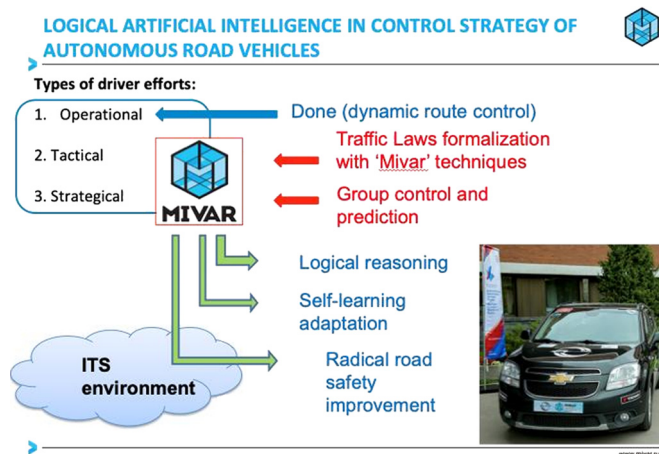 LOGICAL ARTIFICIAL INTELLIGENCE IN CONTROL STRATEGY OF
AUTONOMOUS ROAD VEHICLES
Types of driver efforts:
1. Operational
2. Tactical
3. Strategical
MIVAR
Done (dynamic route control)
Traffic Laws formalization
with ‘Mivar’ techniques
Group control and
prediction
Logical reasoning
Self-learning
adaptation
Radical road
safety
improvement
ITS
environment